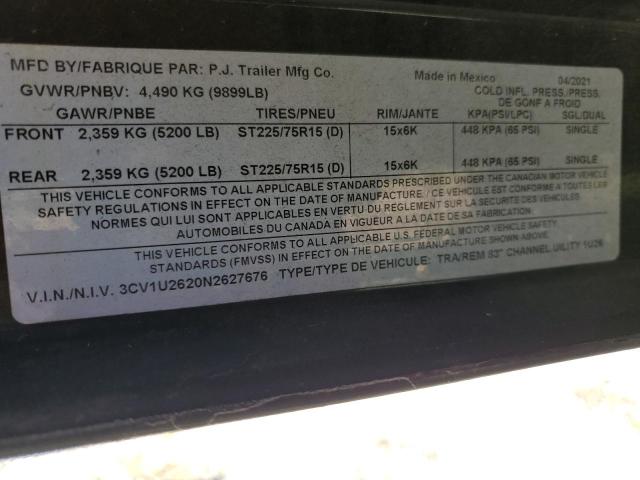 MFD BY/FABRIQUE PAR: P.J. Trailer Mfg Co. Made in Mexico 04/2021
GVWR/PNBV: 4,490 KG (9899LB) COLD INFL. PRESS./PRESS.
DE GONF A FROID
GAWR/PNBE TIRES/PNEU RIM/JANTE KPA(PSI/LPC) SGL/DUAL
FRONT 2,359 KG (5200 LB) ST225/75R15 (D) 15x6K 448 KPA (65 PSI) SINGLE
REAR 2,359 KG (5200 LB) ST225/75R15 (D) 15x6K 448 KPA (65 PSI) SINGLE
THIS VEHICLE CONFORMS TO ALL APPLICABLE STANDARDS PRESCRIBED UNDER THE CANADIAN MOTOR VEHICLE
SAFETY REGULATIONS IN EFFECT ON THE DATE OF MANUFACTURE. / CE VEHICULE EST CONFORME A TOUTES LES
NORMES QUI LUI SONT APPLICABLES EN VERTU DU REGLEMENT SUR LA SECURITE DES VEHICULES
AUTOMOBILES DU CANADA EN VIGUEUR A LA DATE DE SA FABRICATION.
THIS VEHICLE CONFORMS TO ALL APPLICABLE U.S. FEDERAL MOTOR VEHICLE SAFETY
STANDARDS (FMVSS) IN EFFECT ON THE DATE OF MANUFACTURE SHOWN ABOVE.
V.I.N./N.I.V. 3CV1U2620N2627676 TYPE/TYPE DE VEHICULE: TRA/REM 83" CHANNEL UILITY 1U26